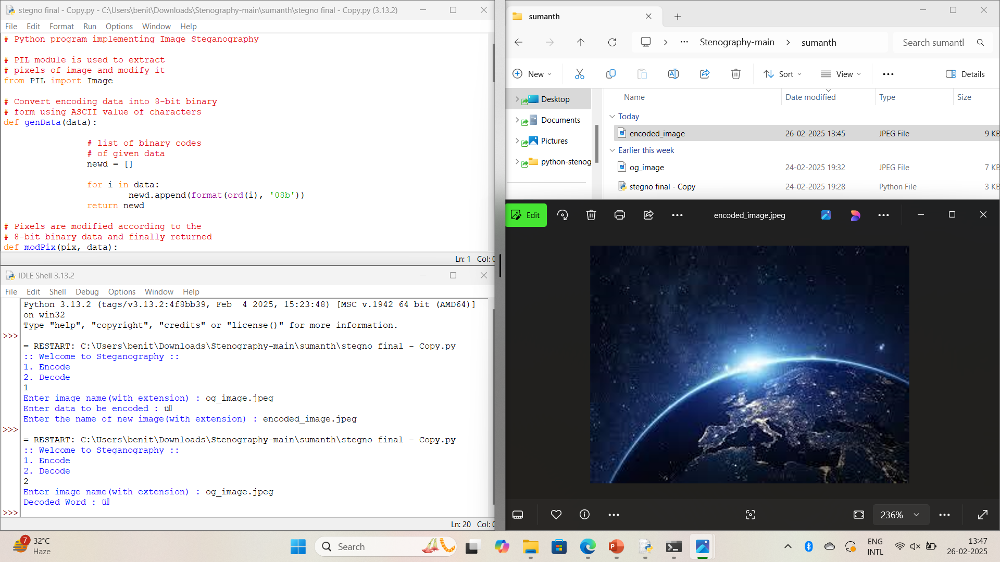 stegno final - Copy.py - C:\Users\benit\Downloads\Stenography-main\sumanth\stegno final - Copy.py (3.13.2)
File Edit Format Run Options Window Help
# Python program implementing Image Steganography
# PIL module is used to extract
# pixels of image and modify it
from PIL import Image
# Convert encoding data into 8-bit binary
# form using ASCII value of characters
def genData(data):
# list of binary codes
# of given data
newd = []
for i in data:
newd.append(format(ord(i), '08b'))
return newd
# Pixels are modified according to the
# 8-bit binary data and finally returned
def modPix(pix, data):
Ln: 1 Col: 0
IDLE Shell 3.13.2
File Edit Shell Debug Options Window Help
Python 3.13.2 (tags/v3.13.2:4f8bb39, Feb  4 2025, 15:23:48) [MSC v.1942 64 bit (AMD64)]
on win32
Type "help", "copyright", "credits" or "license()" for more information.
>>>
= RESTART: C:\Users\benit\Downloads\Stenography-main\sumanth\stegno final - Copy.py
:: Welcome to Steganography ::
1. Encode
2. Decode
1
Enter image name(with extension) : og_image.jpeg
Enter data to be encoded : ü
Enter the name of new image(with extension) : encoded_image.jpeg
>>>
= RESTART: C:\Users\benit\Downloads\Stenography-main\sumanth\stegno final - Copy.py
:: Welcome to Steganography ::
1. Encode
2. Decode
2
Enter image name(with extension) : og_image.jpeg
Decoded Word : ü
>>>
Ln: 20 Col: 0
sumanth
Stenography-main > sumanth
Search sumantl
New Sort View Details
Desktop
Documents
Pictures
python-stenog
Name Date modified Type Size
Today
encoded_image 26-02-2025 13:45 JPEG File 9 KB
Earlier this week
og_image 24-02-2025 19:32 JPEG File 7 KB
stegno final - Copy 24-02-2025 19:28 Python File 3 KB
Edit encoded_image.jpeg
236%
7 32°C
Haze
Search
ENG
INTL
13:47
26-02-2025